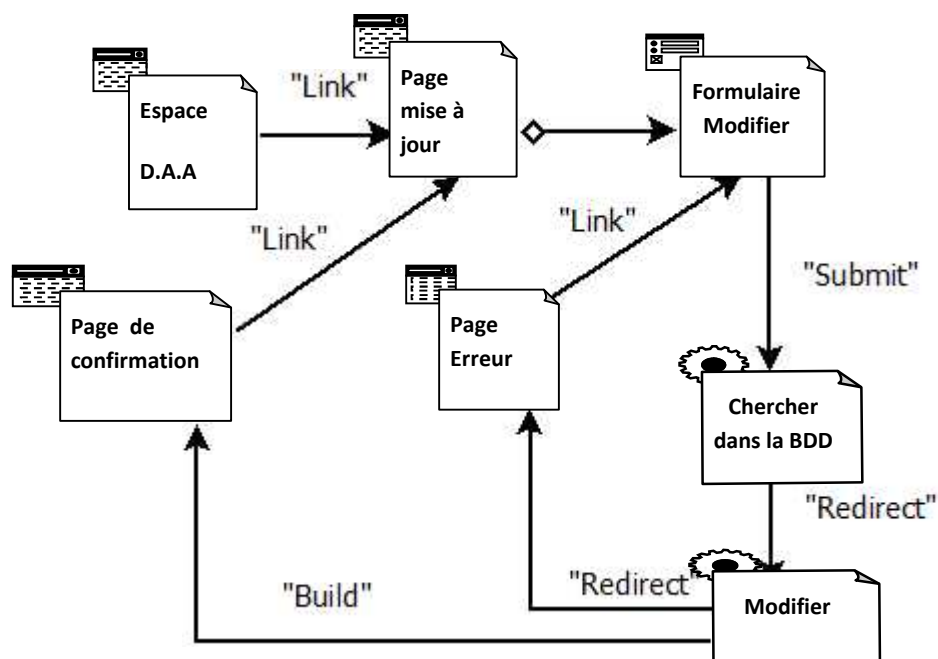 Espace
D.A.A
"Link"
Page
mise à
jour
Formulaire
Modifier
"Link"
"Link"
"Submit"
Page de
confirmation
Page
Erreur
Chercher
dans la BDD
"Redirect"
"Build"
"Redirect"
Modifier